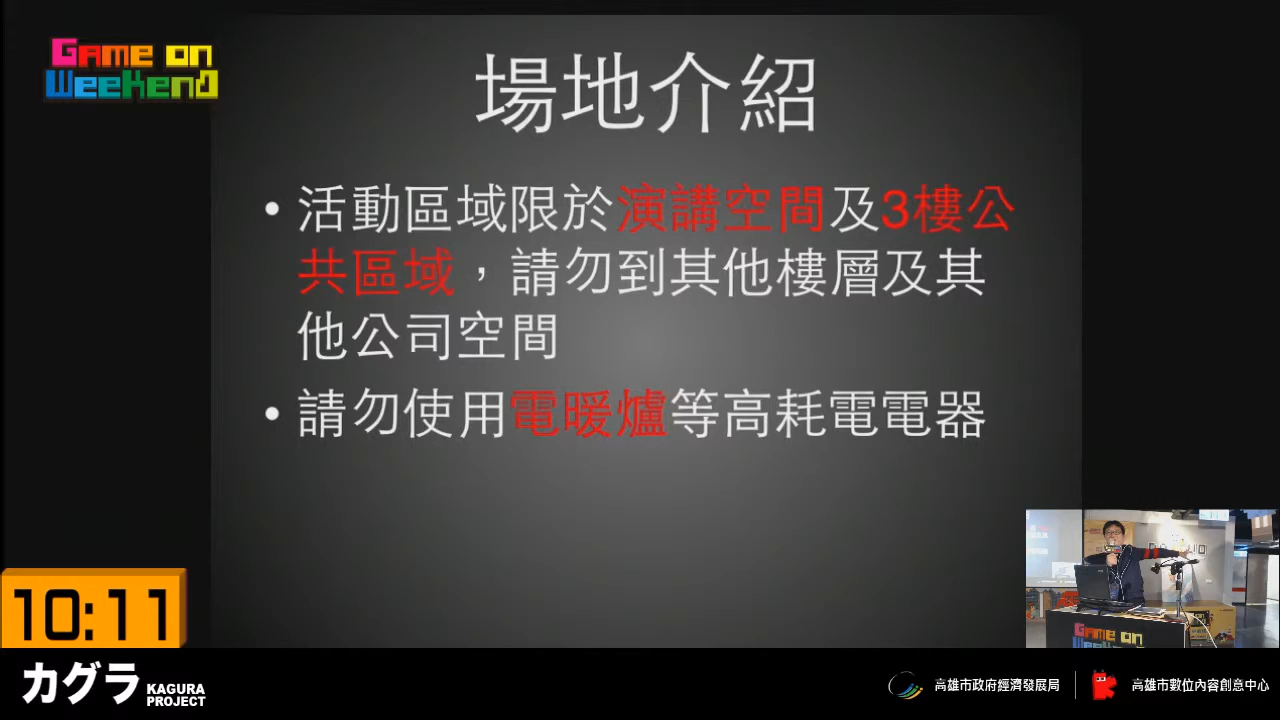 Game on
Weekend
場地介紹
• 活動區域限於演講空間及3樓公
共區域，請勿到其他樓層及其
他公司空間
• 請勿使用電暖爐等高耗電電器
10:11
Game on
カグラ
KAGURA
PROJECT
高雄市政府經濟發展局
高雄市數位內容創意中心